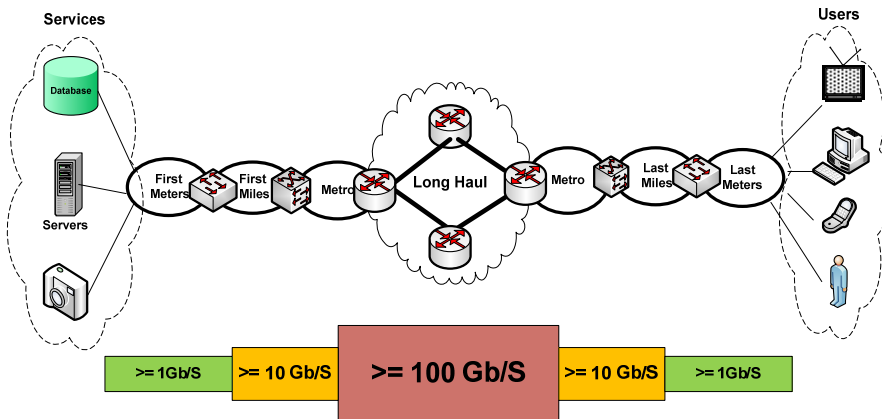 Services
Users
Database
Servers
First
Meters
First
Miles
Metro
Long Haul
Metro
Last
Miles
Last
Meters
>= 1Gb/S
>= 10 Gb/S
>= 100 Gb/S
>= 10 Gb/S
>= 1Gb/S